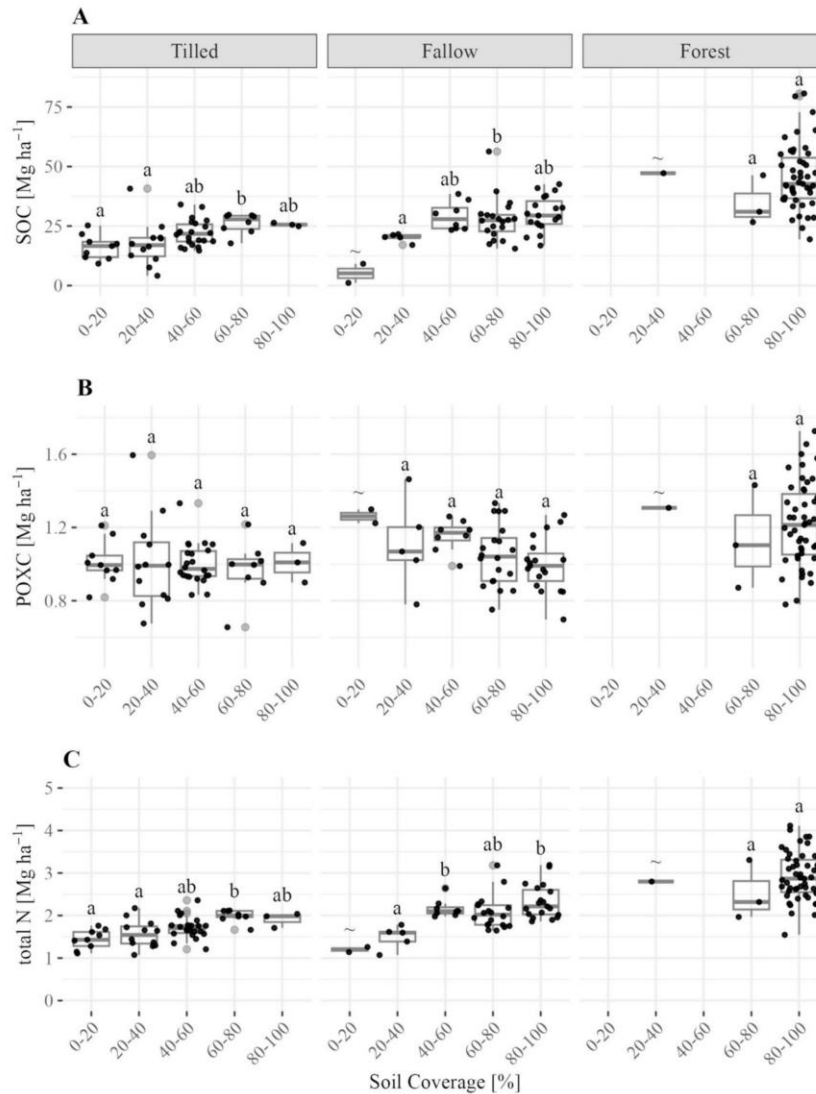 A
Tilled Fallow Forest
SOC [Mg ha⁻¹]
75
50
25
0
a a ab b ab
~ a ab b ab
~ a a
0-20 20-40 40-60 60-80 80-100
0-20 20-40 40-60 60-80 80-100
0-20 20-40 40-60 60-80 80-100
B
POXC [Mg ha⁻¹]
1.6
1.2
0.8
a a a a a
~ a a a a
~ a a
0-20 20-40 40-60 60-80 80-100
0-20 20-40 40-60 60-80 80-100
0-20 20-40 40-60 60-80 80-100
C
total N [Mg ha⁻¹]
5
4
3
2
1
0
a a ab b ab
~ a b ab b
~ a a
0-20 20-40 40-60 60-80 80-100
0-20 20-40 40-60 60-80 80-100
0-20 20-40 40-60 60-80 80-100
Soil Coverage [%]